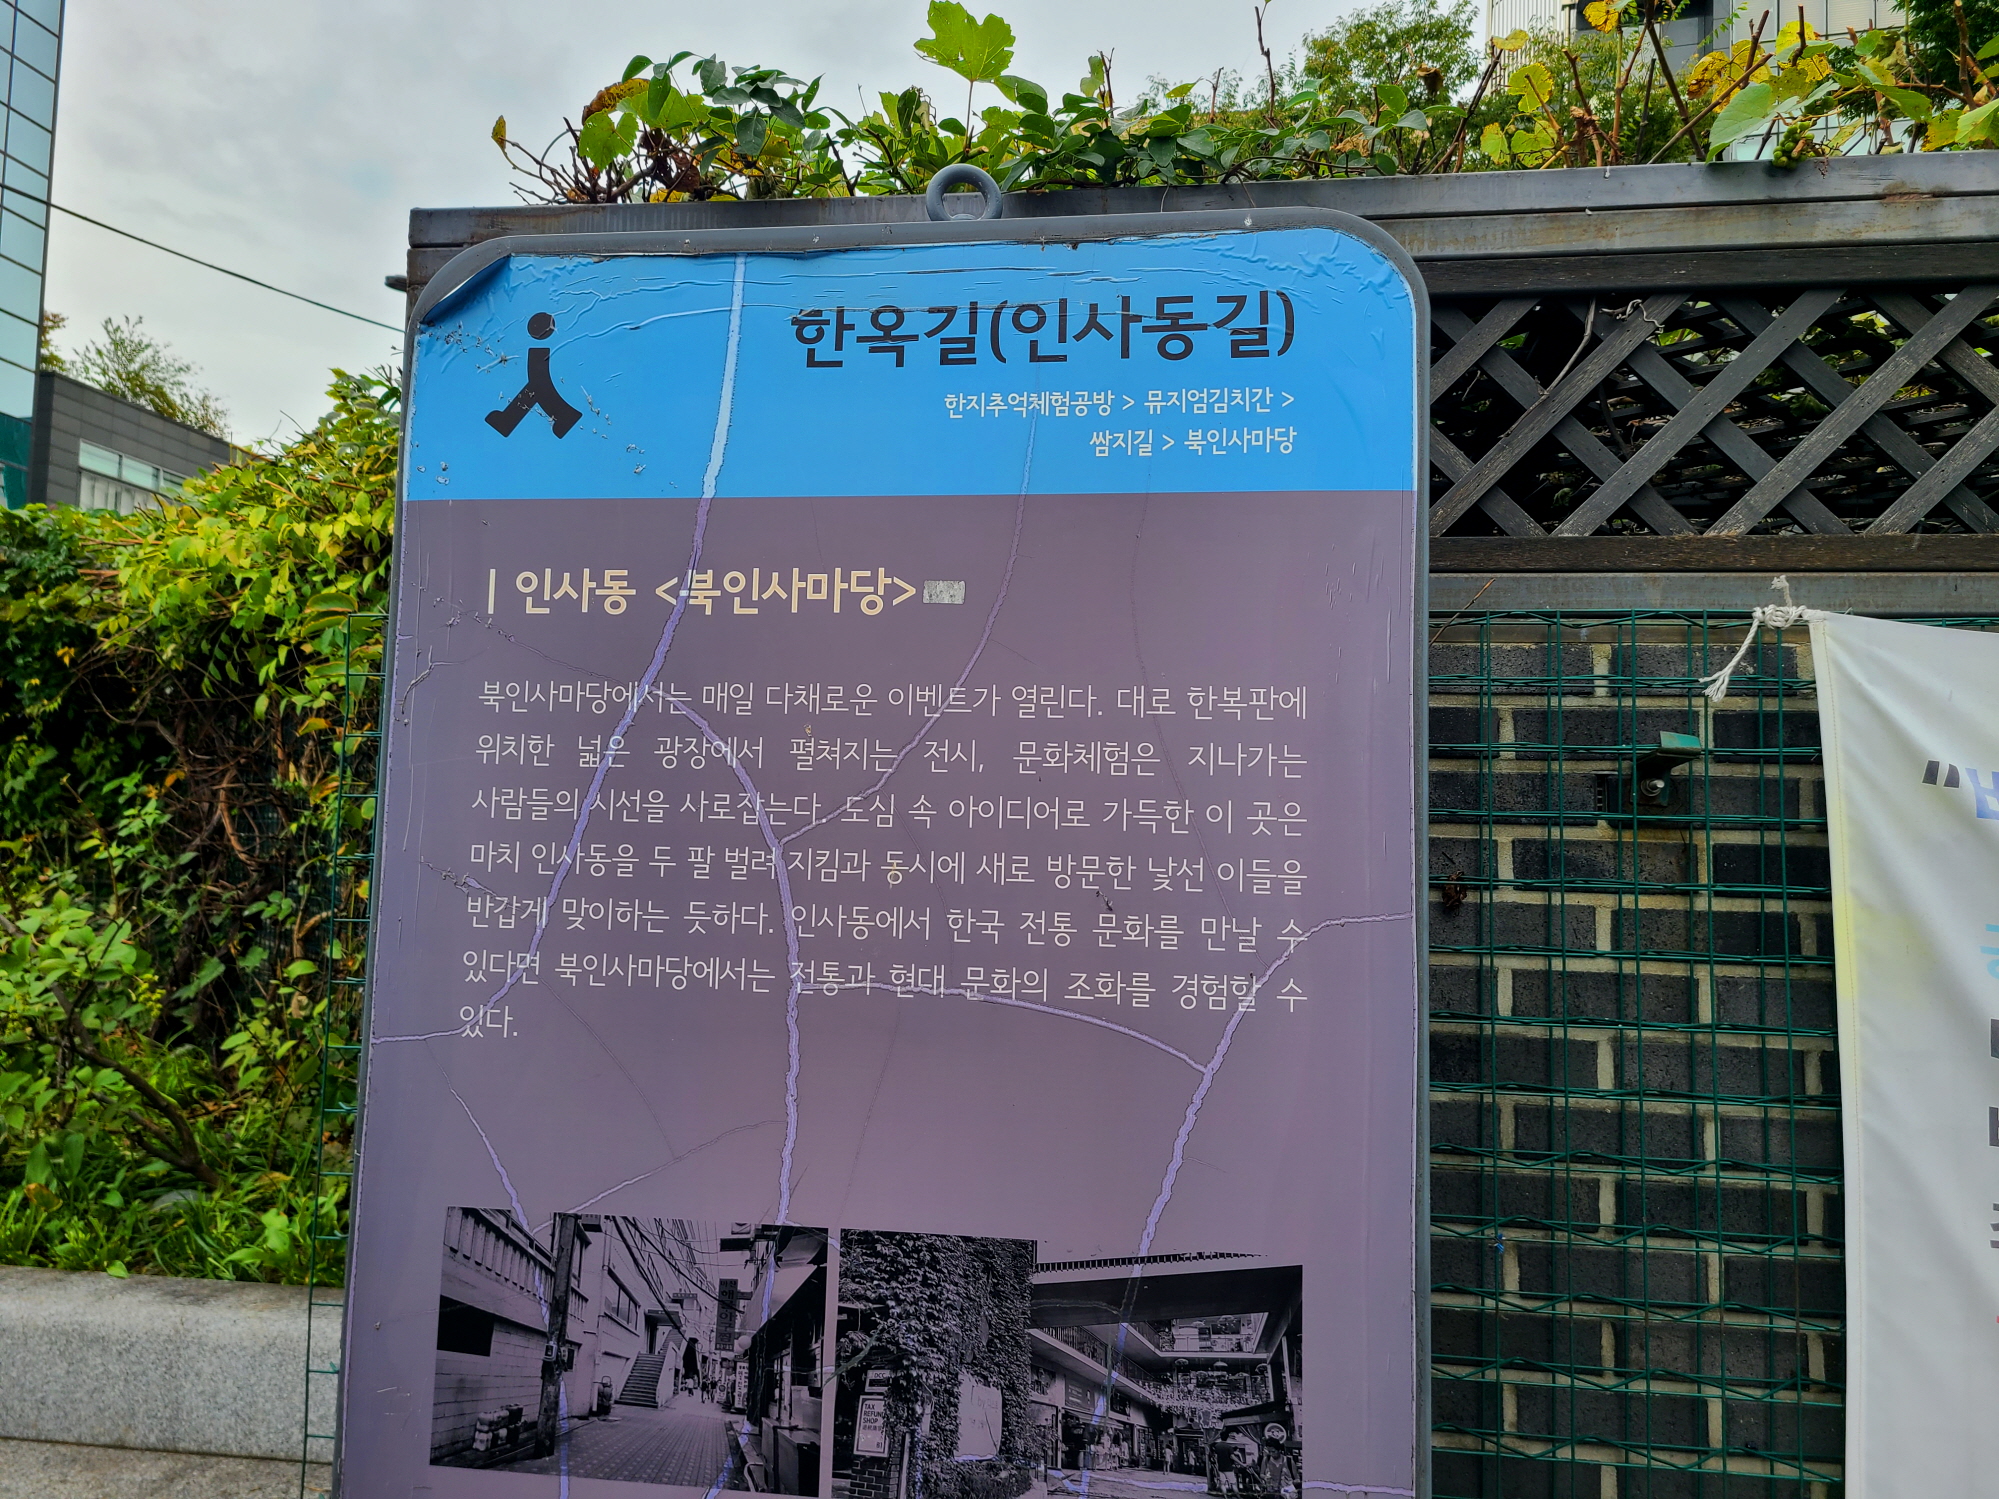 한옥길(인사동길)
한지추억체험공방 > 뮤지엄김치간 >
쌈지길 > 북인사마당
| 인사동 <북인사마당>
북인사마당에서는 매일 다채로운 이벤트가 열린다. 대로 한복판에
위치한 넓은 광장에서 펼쳐지는 전시, 문화체험은 지나가는
사람들의 시선을 사로잡는다. 도심 속 아이디어로 가득한 이 곳은
마치 인사동을 두 팔 벌려 지킴과 동시에 새로 방문한 낯선 이들을
반갑게 맞이하는 듯하다. 인사동에서 한국 전통 문화를 만날 수
있다면 북인사마당에서는 전통과 현대 문화의 조화를 경험할 수
있다.
TAX
REFUND
SHOP